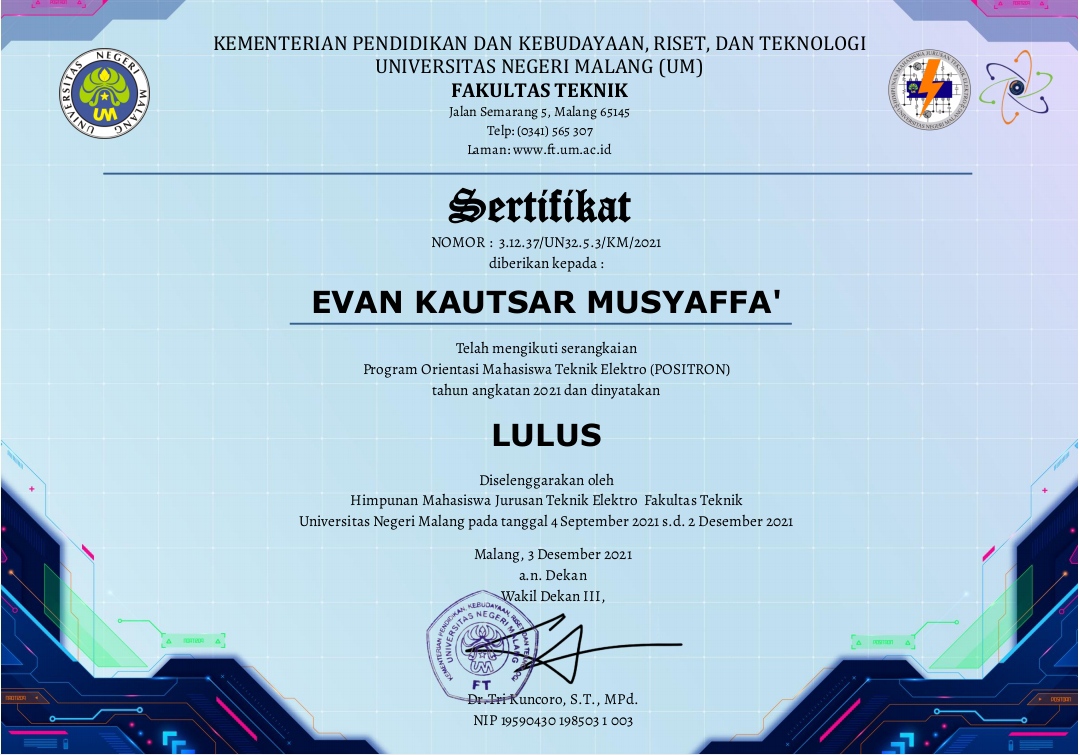 KEMENTERIAN PENDIDIKAN DAN KEBUDAYAAN, RISET, DAN TEKNOLOGI
UNIVERSITAS NEGERI MALANG (UM)
FAKULTAS TEKNIK
Jalan Semarang 5, Malang 65145
Telp: (0341) 565 307
Laman: www.ft.um.ac.id
UNIVERSITAS NEGERI MALANG
UM
Sertifikat
NOMOR : 3.12.37/UN32.5.3/KM/2021
diberikan kepada :
EVAN KAUTSAR MUSYAFFA'
Telah mengikuti serangkaian
Program Orientasi Mahasiswa Teknik Elektro (POSITRON)
tahun angkatan 2021 dan dinyatakan
LULUS
Diselenggarakan oleh
Himpunan Mahasiswa Jurusan Teknik Elektro Fakultas Teknik
Universitas Negeri Malang pada tanggal 4 September 2021 s.d. 2 Desember 2021
Malang, 3 Desember 2021
a.n. Dekan
Wakil Dekan III,
KEMENTERIAN PENDIDIKAN, KEBUDAYAAN, RISET, DAN TEKNOLOGI
UNIVERSITAS NEGERI MALANG
UM
FT
Dr.Tri Kuncoro, S.T., MPd.
NIP 19590430 198503 1 003